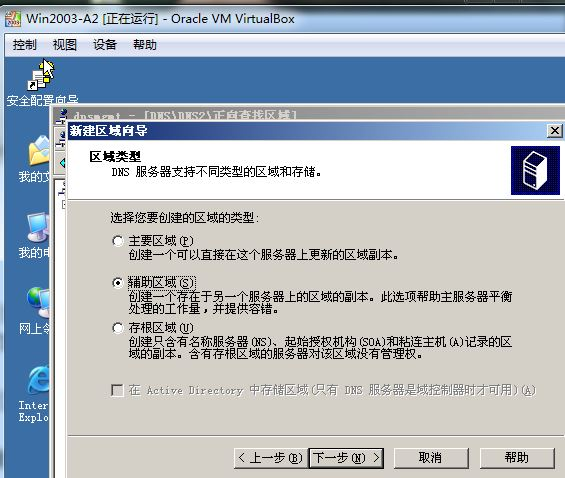 Win2003-A2 [正在运行] - Oracle VM VirtualBox
控制 视图 设备 帮助
安全配置向导
dnsmgmt - [DNS\DNS2\正向查找区域]
新建区域向导
区域类型
DNS 服务器支持不同类型的区域和存储。
我的文
选择您要创建的区域的类型:
主要区域(P)
创建一个可以直接在这个服务器上更新的区域副本。
我的电
辅助区域(S)
创建一个存在于另一个服务器上的区域的副本。此选项帮助主服务器平衡
处理的工作量,并提供容错。
网上邻
存根区域(U)
创建只含有名称服务器(NS)、起始授权机构(SOA)和粘连主机(A)记录的区
域的副本。含有存根区域的服务器对该区域没有管理权。
在 Active Directory 中存储区域(只有 DNS 服务器是域控制器时才可用)(A)
Inter
Explo
< 上一步(B) 下一步(N) > 取消 帮助